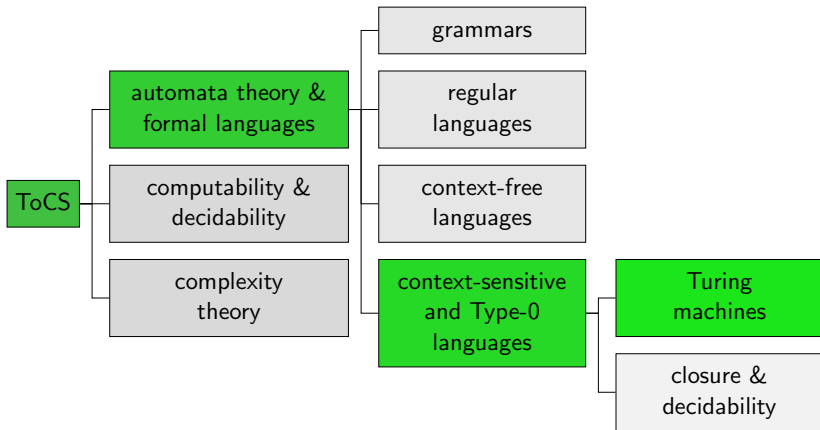 ToCS
automata theory &
formal languages
computability &
decidability
complexity
theory
grammars
regular
languages
context-free
languages
context-sensitive
and Type-0
languages
Turing
machines
closure &
decidability